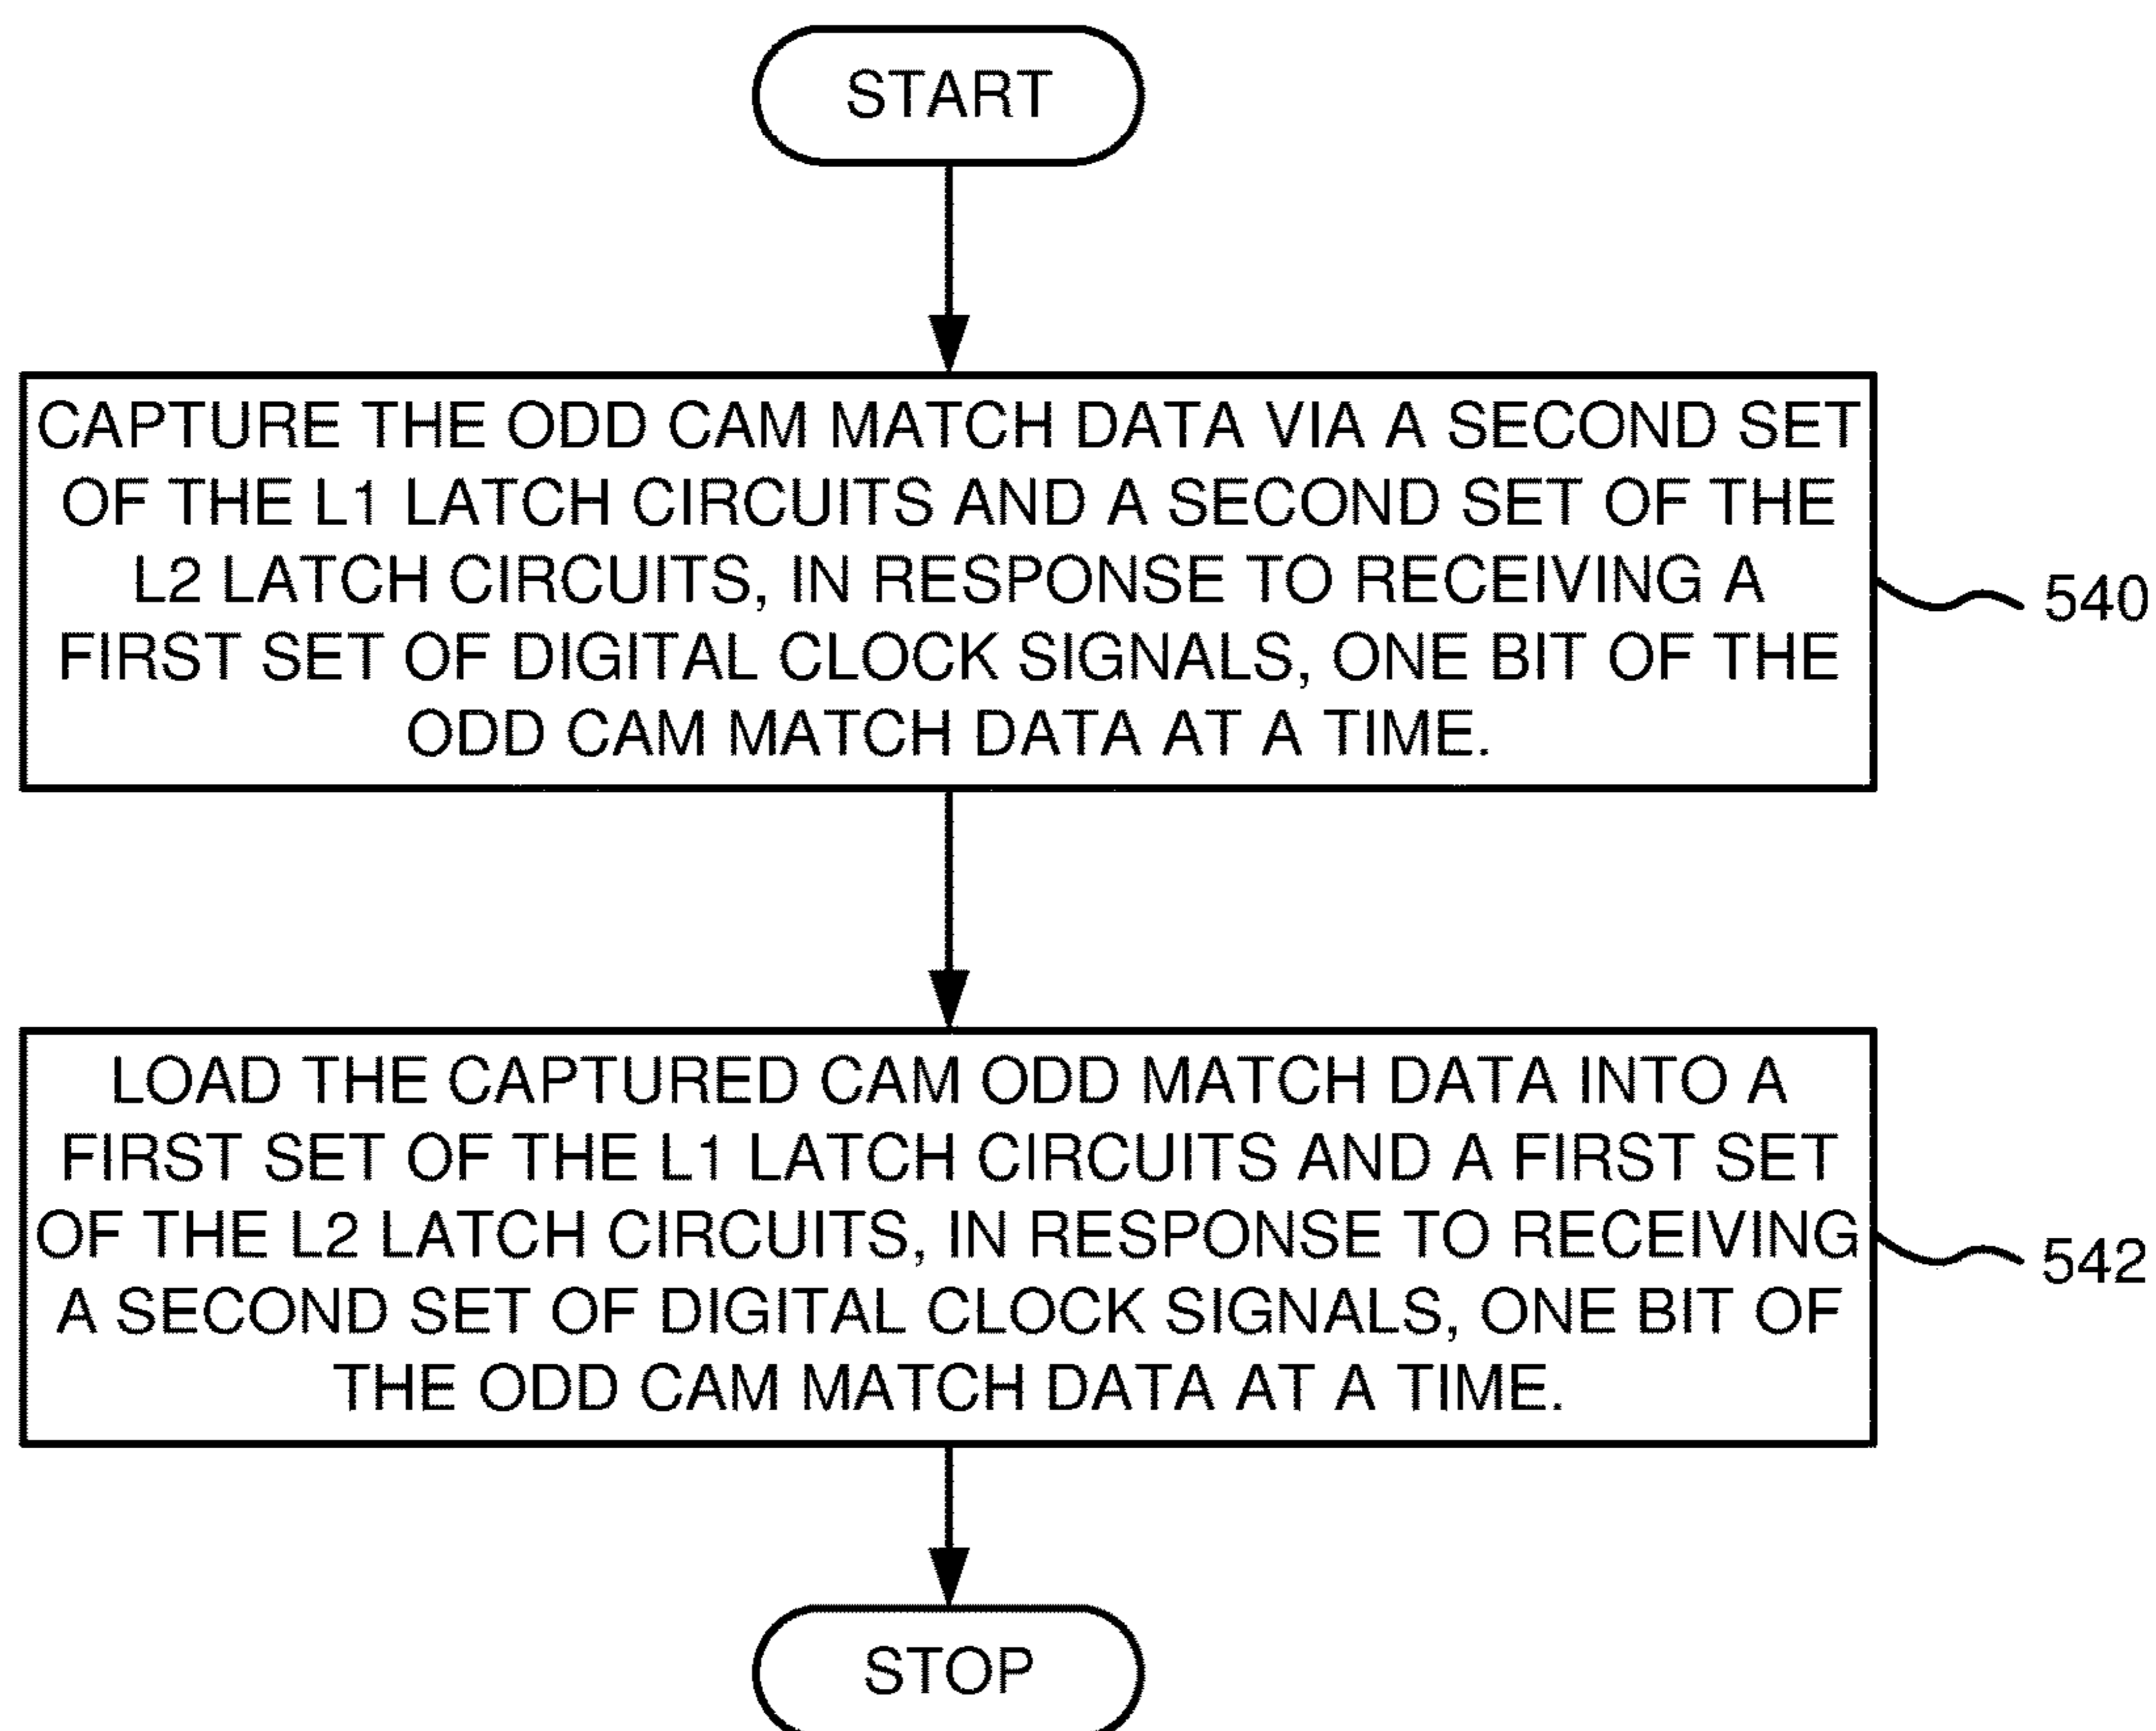 START
CAPTURE THE ODD CAM MATCH DATA VIA A SECOND SET
OF THE L1 LATCH CIRCUITS AND A SECOND SET OF THE
L2 LATCH CIRCUITS, IN RESPONSE TO RECEIVING A
FIRST SET OF DIGITAL CLOCK SIGNALS, ONE BIT OF THE
ODD CAM MATCH DATA AT A TIME.
540
LOAD THE CAPTURED CAM ODD MATCH DATA INTO A
FIRST SET OF THE L1 LATCH CIRCUITS AND A FIRST SET
OF THE L2 LATCH CIRCUITS, IN RESPONSE TO RECEIVING
A SECOND SET OF DIGITAL CLOCK SIGNALS, ONE BIT OF
THE ODD CAM MATCH DATA AT A TIME.
542
STOP